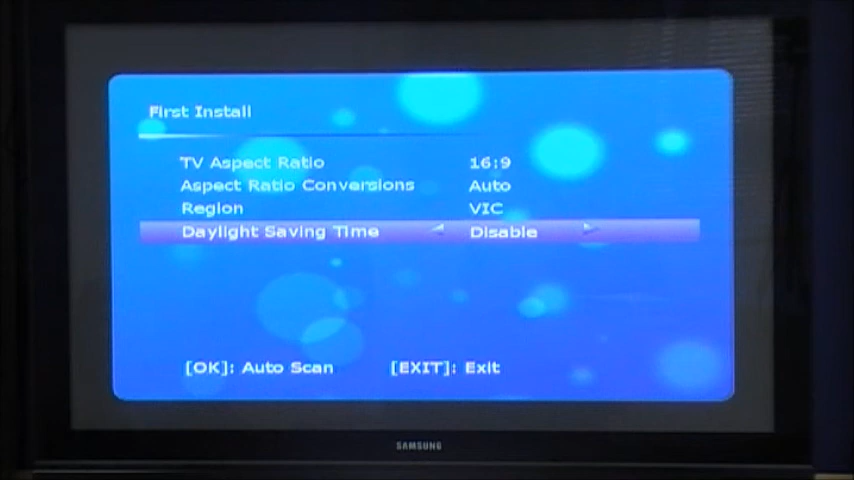 First Install
TV Aspect Ratio 16:9
Aspect Ratio Conversions Auto
Region VIC
Daylight Saving Time Disable
[OK]: Auto Scan [EXIT]: Exit
SAMSUNG